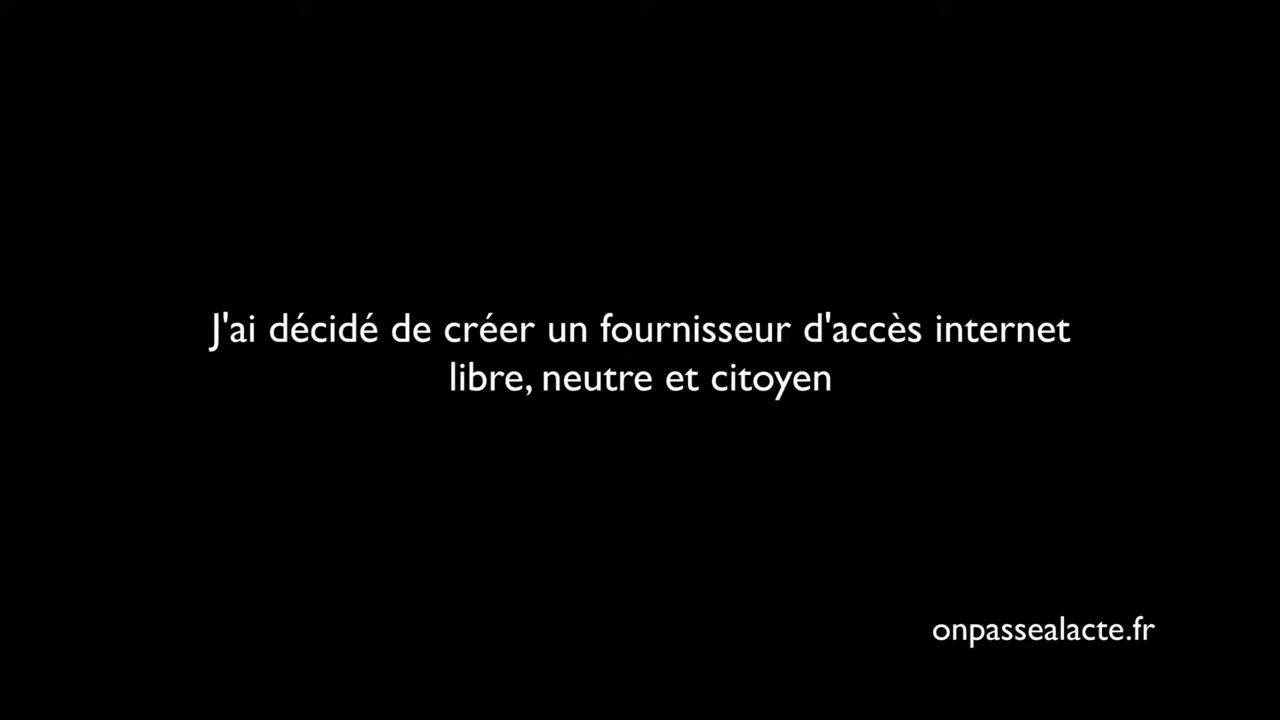 J'ai décidé de créer un fournisseur d'accès internet
libre, neutre et citoyen
onpassealacte.fr